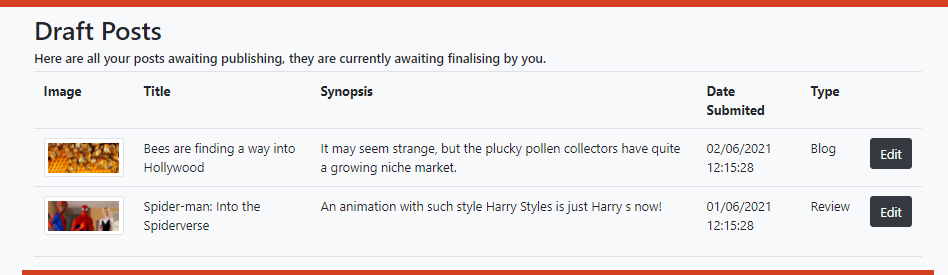 Draft Posts
Here are all your posts awaiting publishing, they are currently awaiting finalising by you.
Image Title Synopsis Date Submited Type
Bees are finding a way into Hollywood It may seem strange, but the plucky pollen collectors have quite a growing niche market. 02/06/2021 12:15:28 Blog Edit
Spider-man: Into the Spiderverse An animation with such style Harry Styles is just Harry s now! 01/06/2021 12:15:28 Review Edit